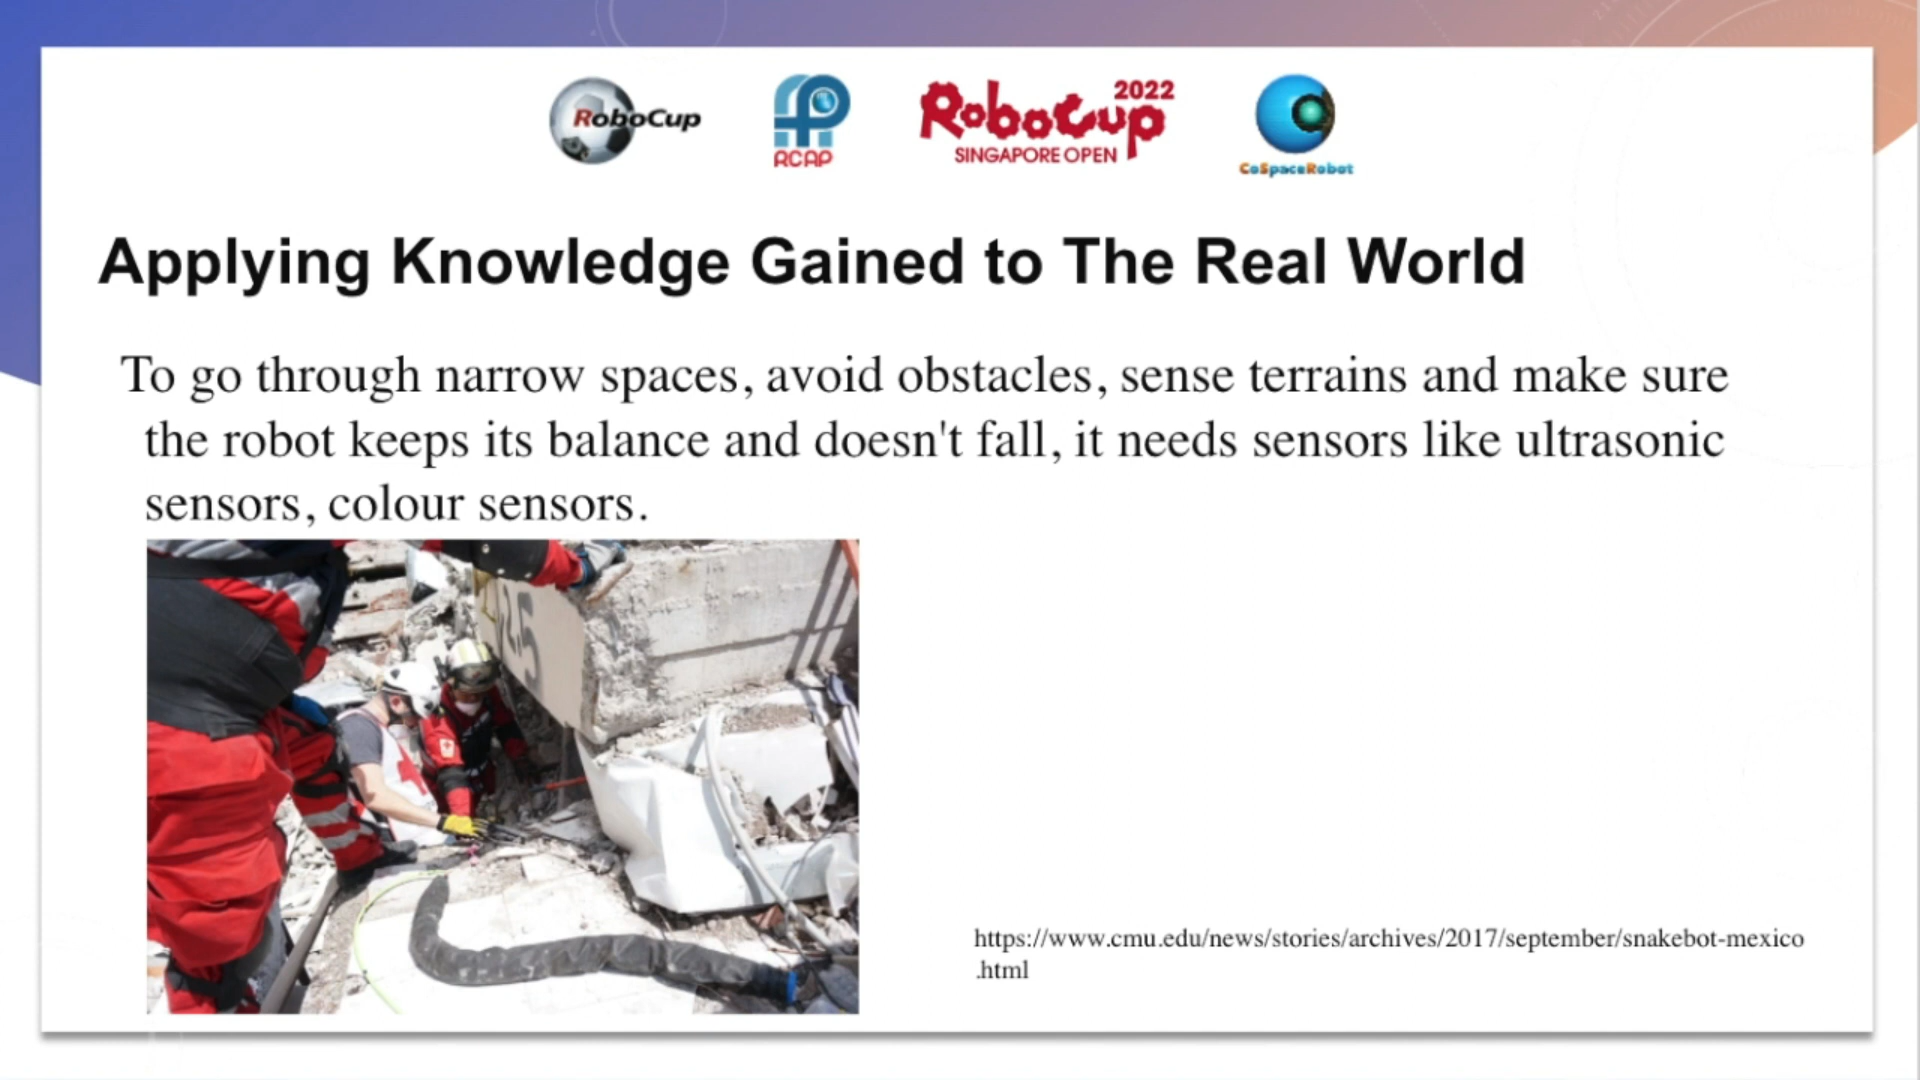 RoboCup
RCAP
2022
RoboCup
SINGAPORE OPEN
CoSpaceRobot
Applying Knowledge Gained to The Real World
To go through narrow spaces, avoid obstacles, sense terrains and make sure
the robot keeps its balance and doesn't fall, it needs sensors like ultrasonic
sensors, colour sensors.
https://www.cmu.edu/news/stories/archives/2017/september/snakebot-mexico
.html